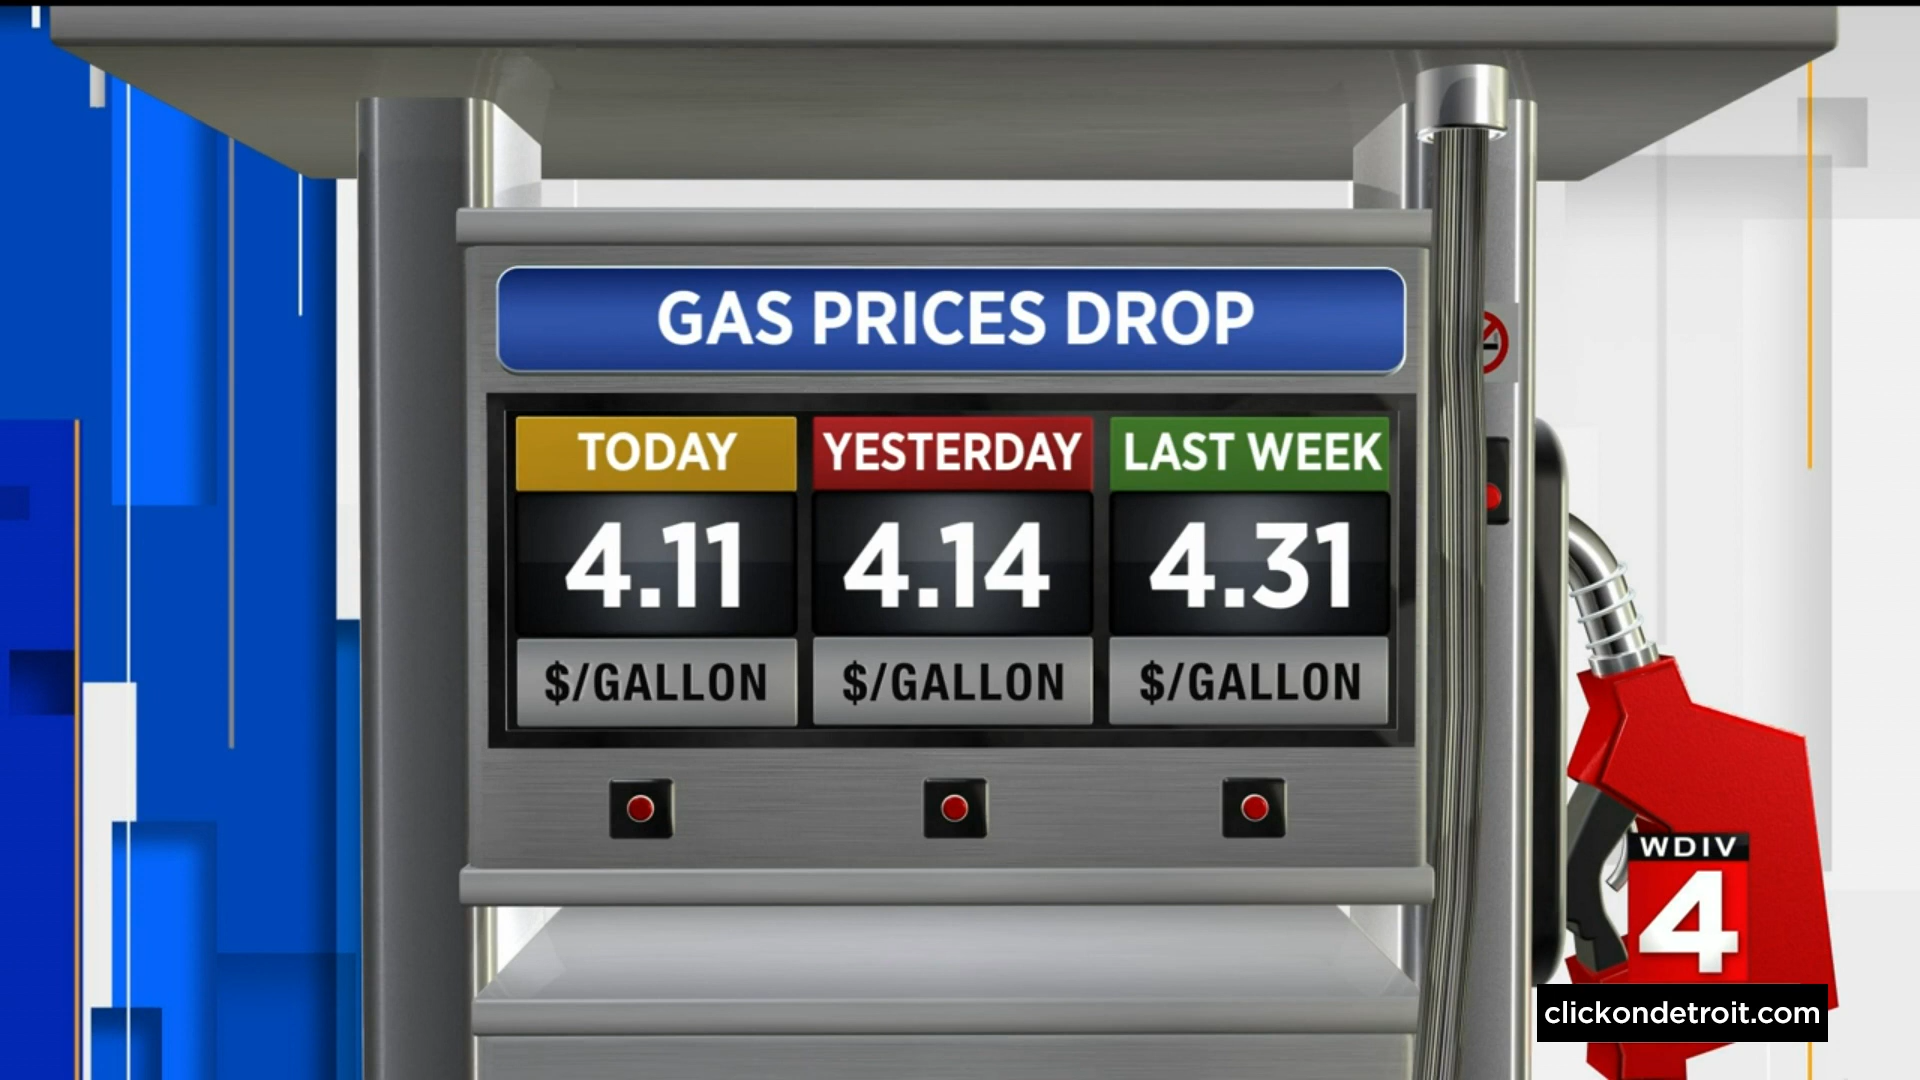 GAS PRICES DROP
TODAY YESTERDAY LAST WEEK
4.11 4.14 4.31
$/GALLON $/GALLON $/GALLON
WDIV
4
clickondetroit.com